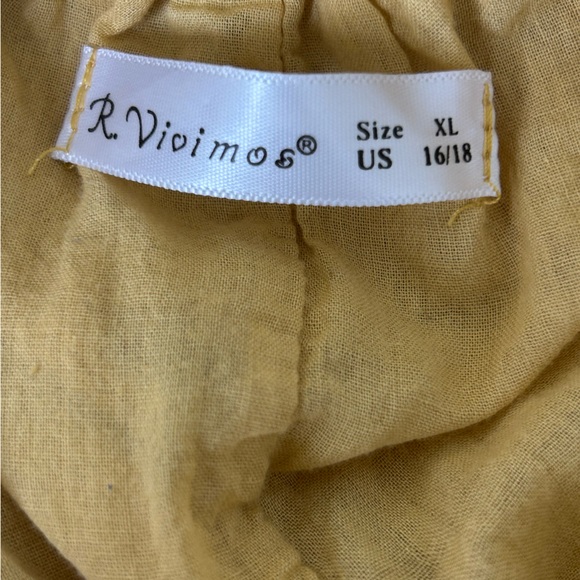 R. Vivimos®
Size XL
US 16/18